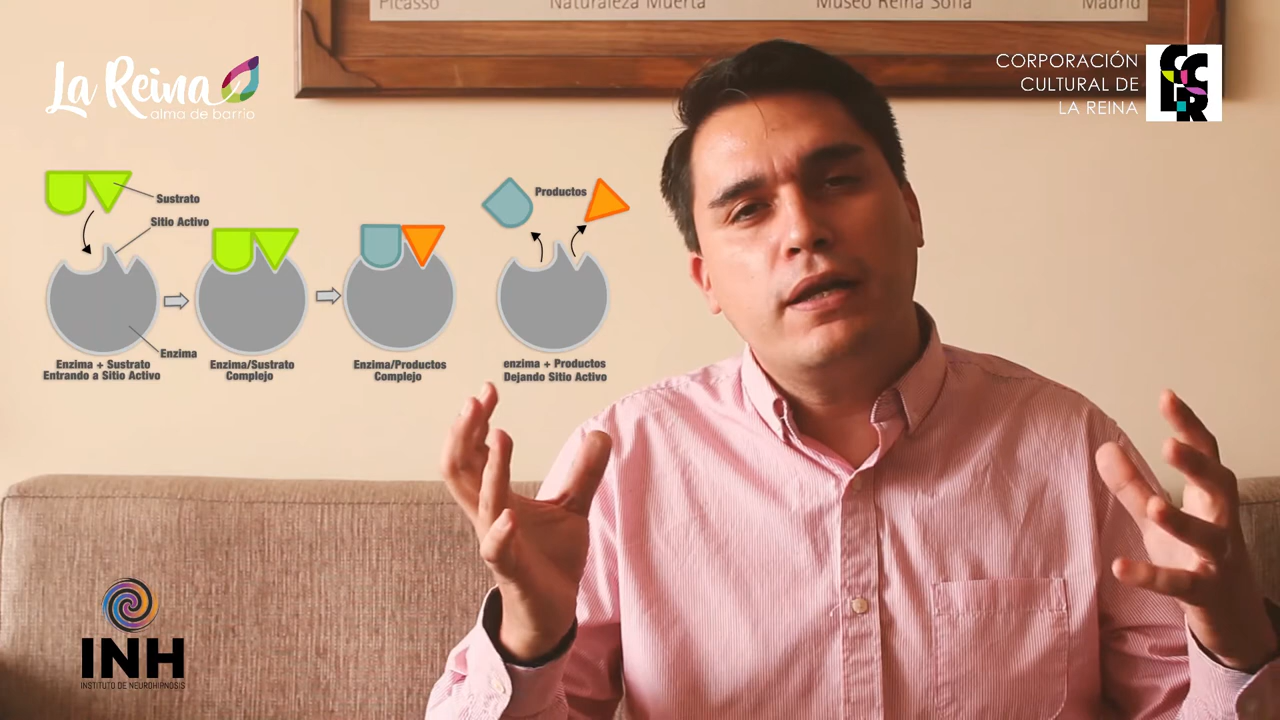 Picasso
Naturaleza Muerta
Museo Reina Sofia
Madrid
La Reina
alma de barrio
CORPORACIÓN
CULTURAL DE
LA REINA
CCLR
Sustrato
Sitio Activo
Enzima
Enzima + Sustrato
Entrando a Sitio Activo
Enzima/Sustrato
Complejo
Enzima/Productos
Complejo
Productos
enzima + Productos
Dejando Sitio Activo
INH
INSTITUTO DE NEUROHIPNOSIS